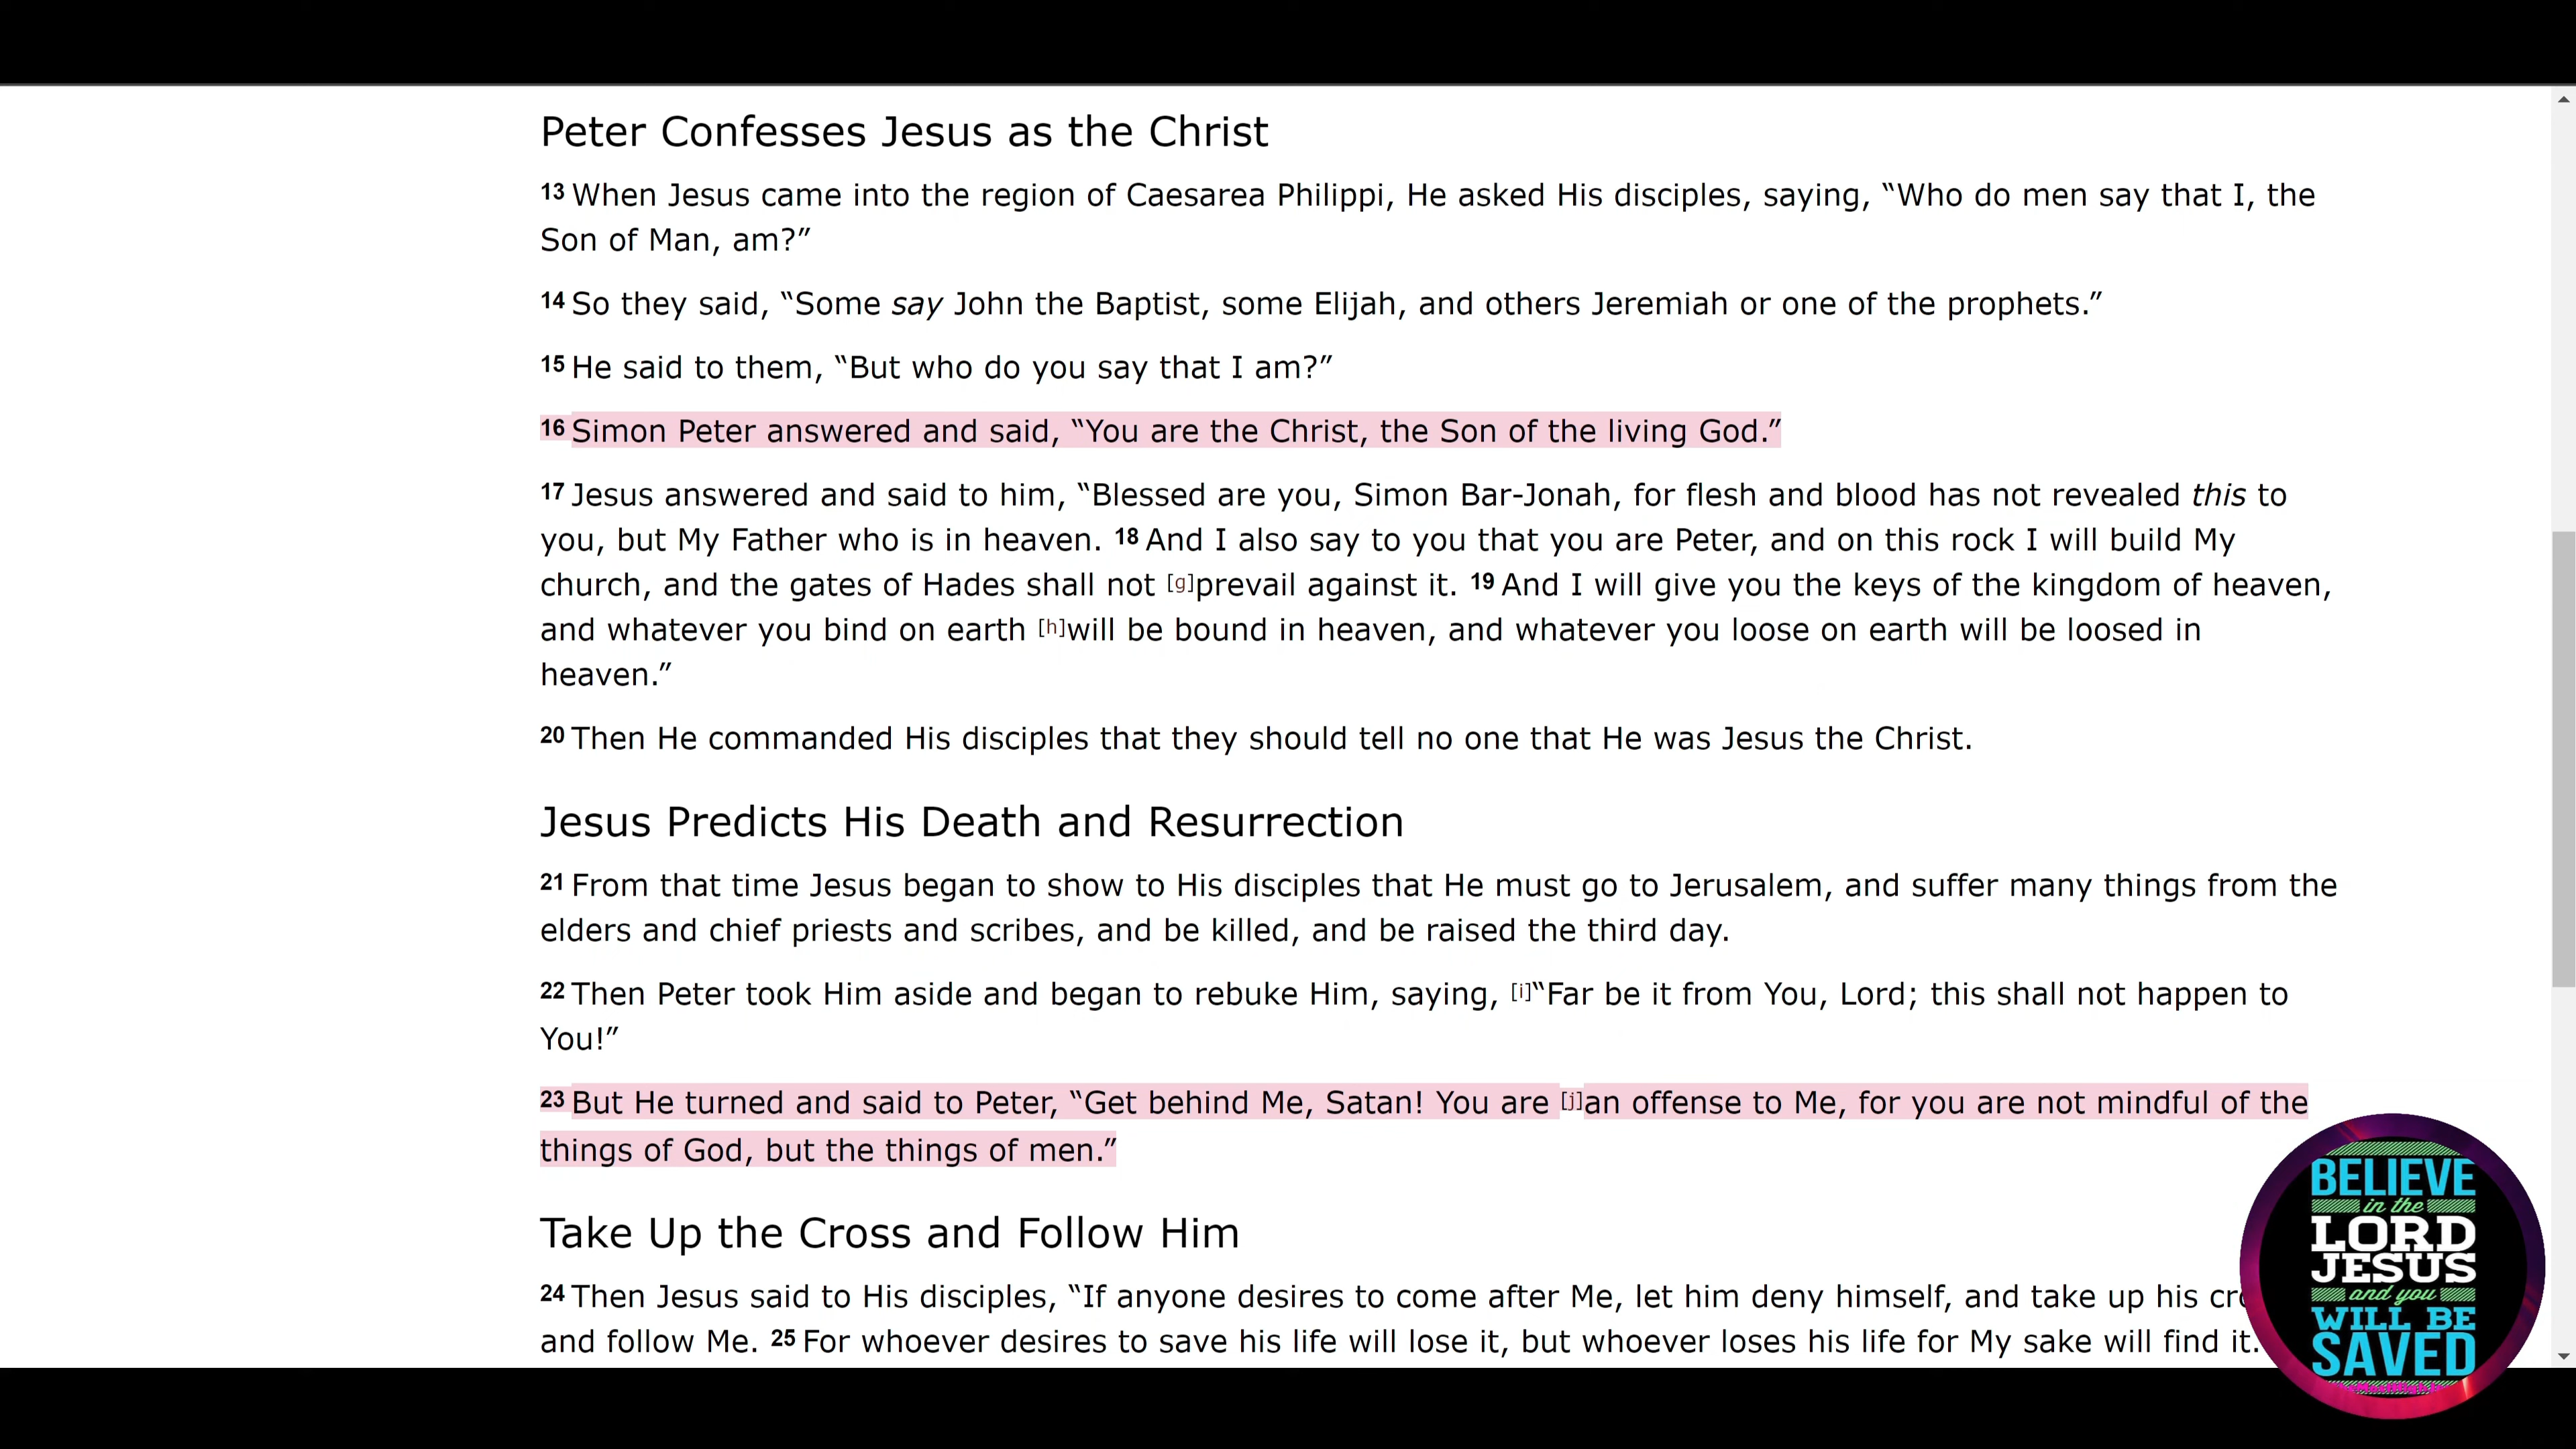 Peter Confesses Jesus as the Christ
13 When Jesus came into the region of Caesarea Philippi, He asked His disciples, saying, “Who do men say that I, the
Son of Man, am?”
14 So they said, “Some say John the Baptist, some Elijah, and others Jeremiah or one of the prophets.”
15 He said to them, “But who do you say that I am?”
16 Simon Peter answered and said, “You are the Christ, the Son of the living God.”
17 Jesus answered and said to him, “Blessed are you, Simon Bar-Jonah, for flesh and blood has not revealed this to
you, but My Father who is in heaven. 18 And I also say to you that you are Peter, and on this rock I will build My
church, and the gates of Hades shall not [g]prevail against it. 19 And I will give you the keys of the kingdom of heaven,
and whatever you bind on earth [h]will be bound in heaven, and whatever you loose on earth will be loosed in
heaven.”
20 Then He commanded His disciples that they should tell no one that He was Jesus the Christ.
Jesus Predicts His Death and Resurrection
21 From that time Jesus began to show to His disciples that He must go to Jerusalem, and suffer many things from the
elders and chief priests and scribes, and be killed, and be raised the third day.
22 Then Peter took Him aside and began to rebuke Him, saying, [i]“Far be it from You, Lord; this shall not happen to
You!”
23 But He turned and said to Peter, “Get behind Me, Satan! You are [j]an offense to Me, for you are not mindful of the
things of God, but the things of men.”
Take Up the Cross and Follow Him
24 Then Jesus said to His disciples, “If anyone desires to come after Me, let him deny himself, and take up his
and follow Me. 25 For whoever desires to save his life will lose it, but whoever loses his life for My sake will find it.
BELIEVE
in the
LORD
JESUS
and you
WILL BE
SAVED